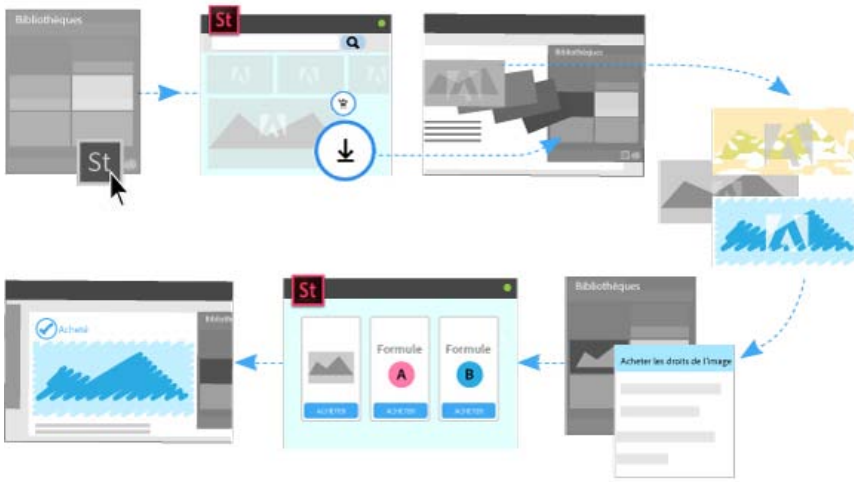 Bibliothèques
St
St
Bibliothèques
Bibliothèques
Acheter les droits de l'image
St
Formule
A
ACHETER
Formule
B
ACHETER
ACHETER
Acheté